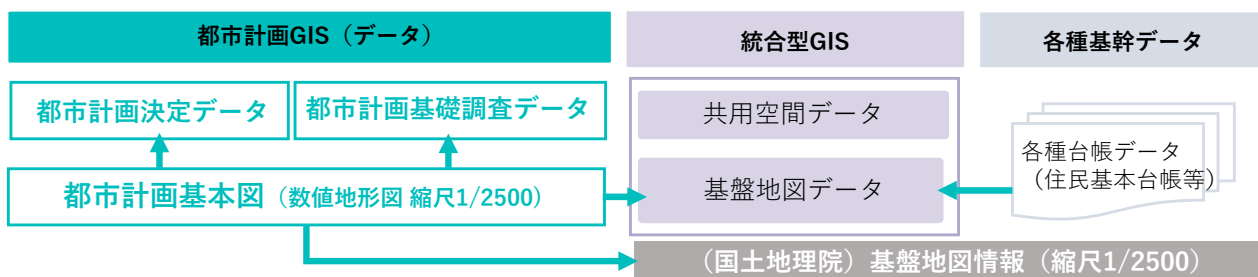 都市計画GIS（データ）
統合型GIS
各種基幹データ
都市計画決定データ
都市計画基礎調査データ
共用空間データ
各種台帳データ
（住民基本台帳等）
都市計画基本図（数値地形図 縮尺1/2500）
基盤地図データ
（国土地理院）基盤地図情報（縮尺1/2500）